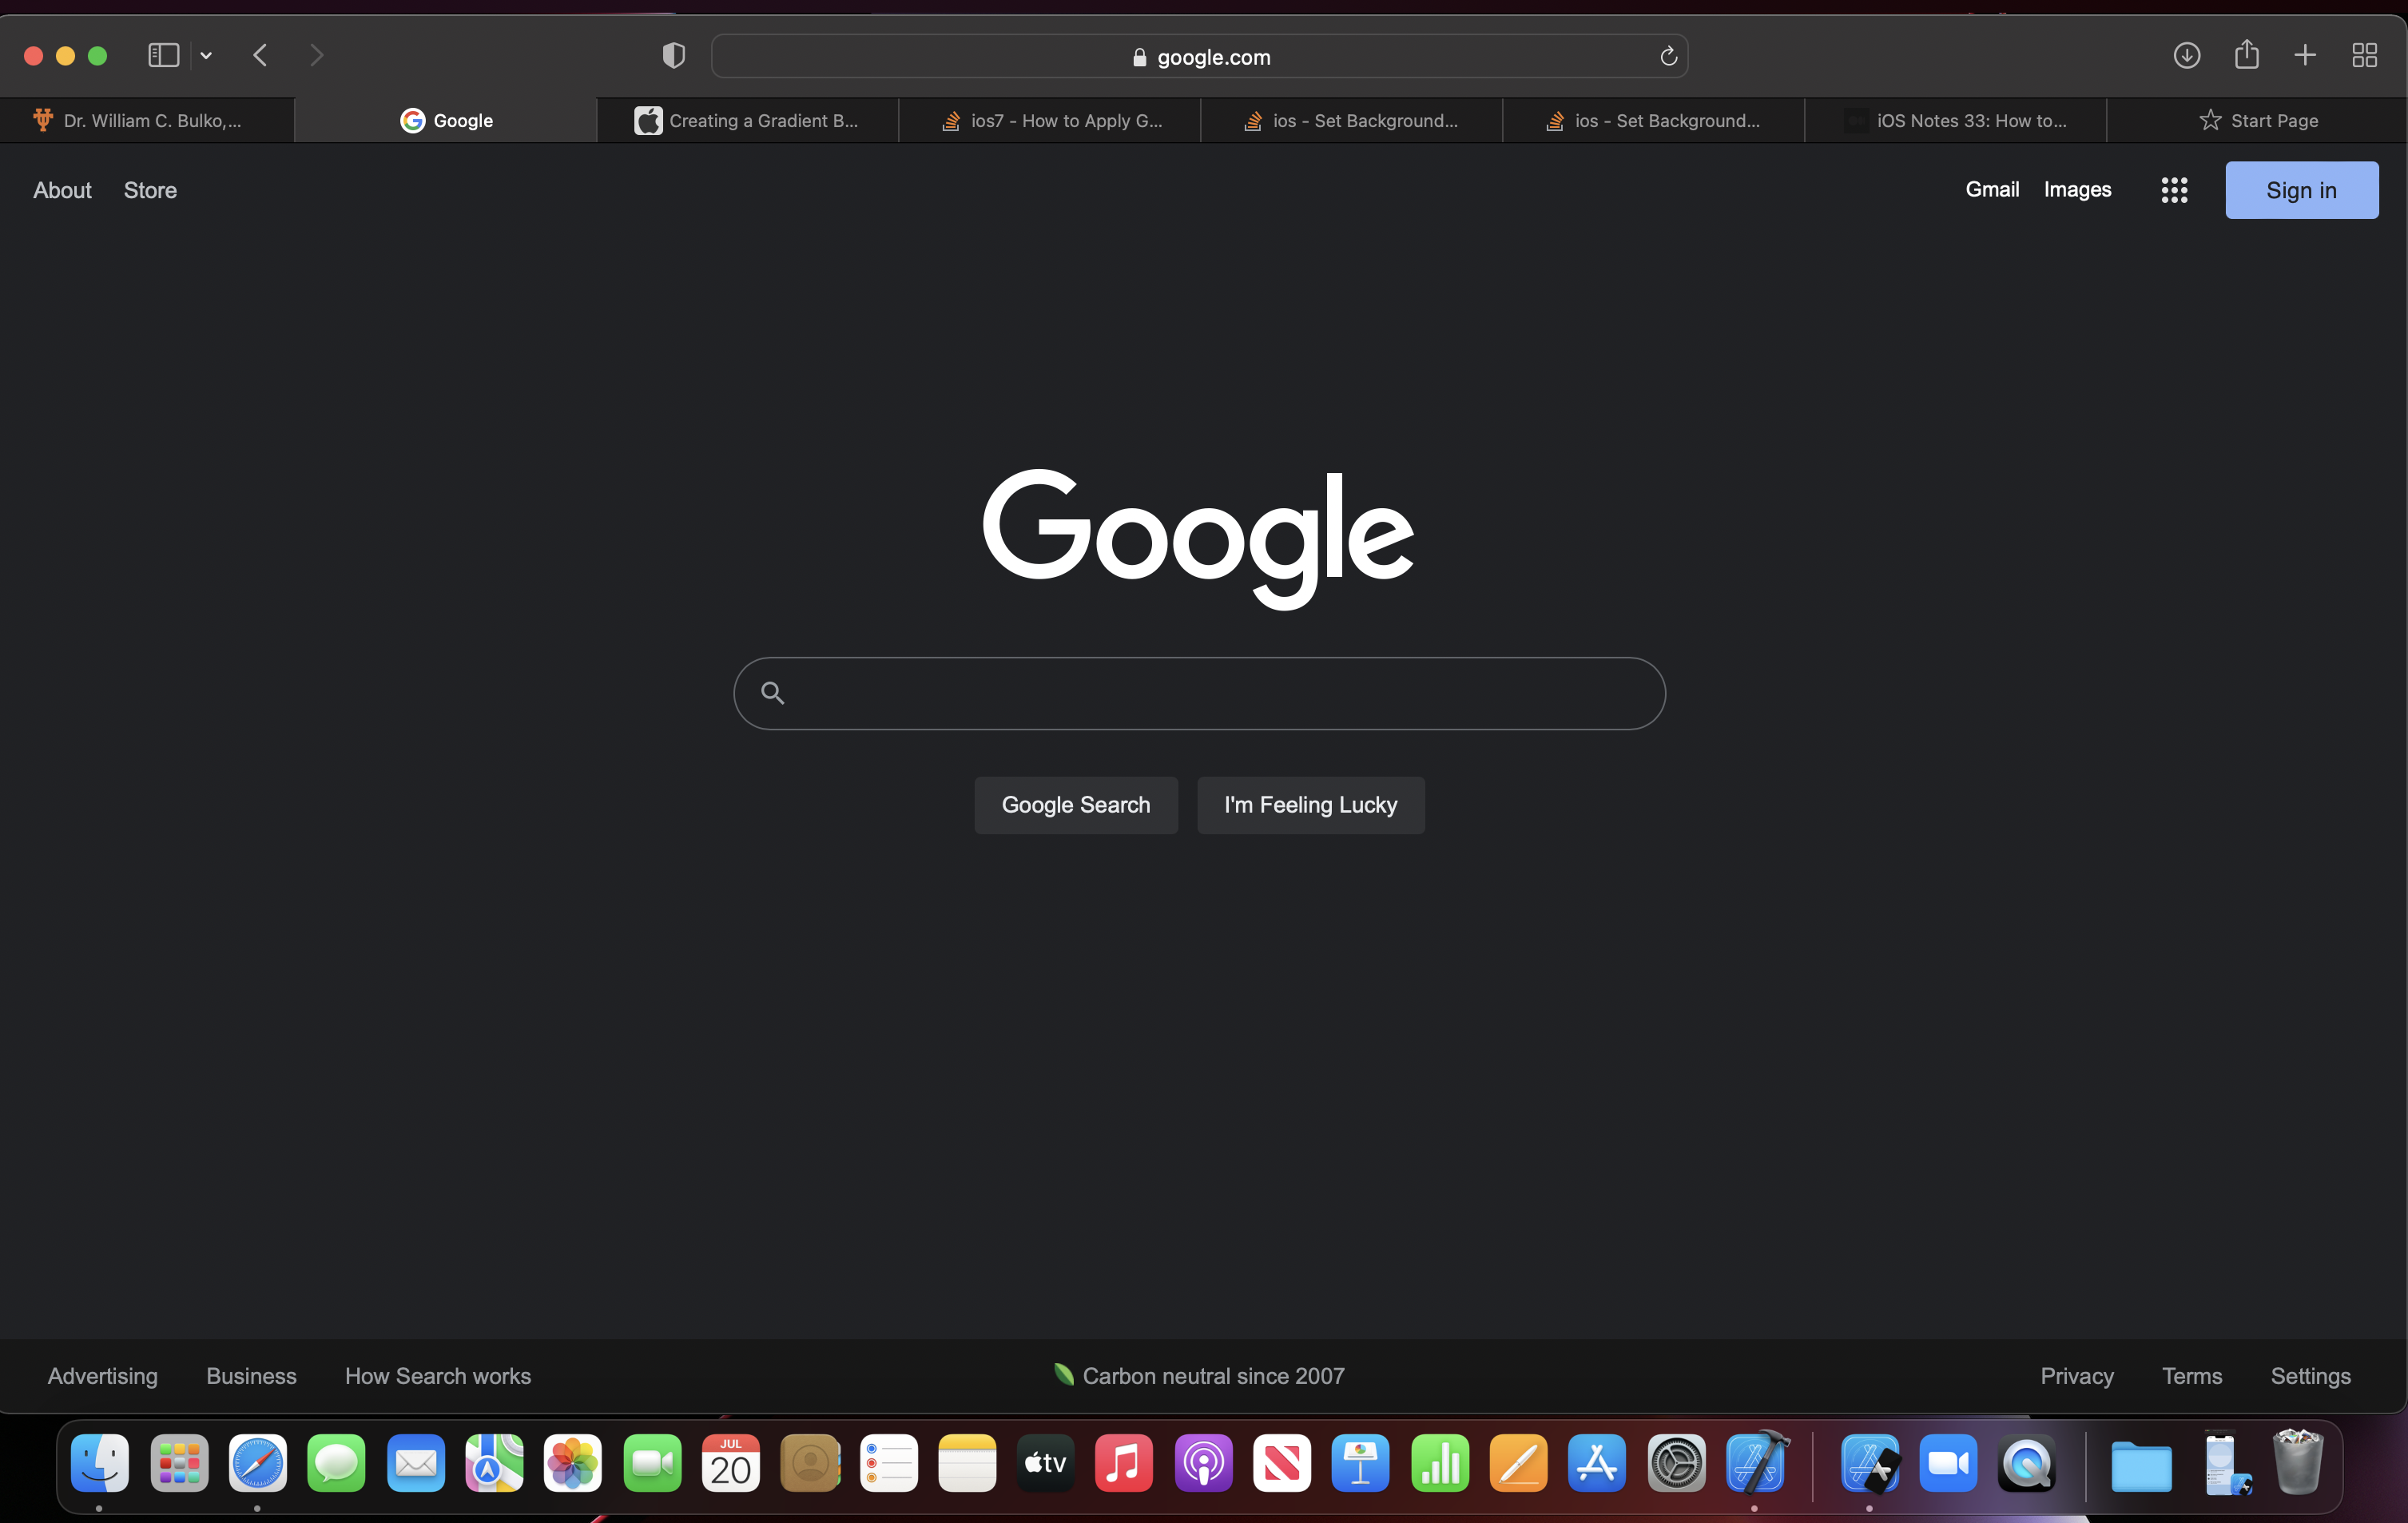 google.com
Dr. William C. Bulko,...
Google
Creating a Gradient B...
ios7 - How to Apply G...
ios - Set Background...
ios - Set Background...
iOS Notes 33: How to...
Start Page
About Store
Gmail Images Sign in
Google
Google Search I'm Feeling Lucky
Advertising Business How Search works
Carbon neutral since 2007
Privacy Terms Settings
JUL
20
tv